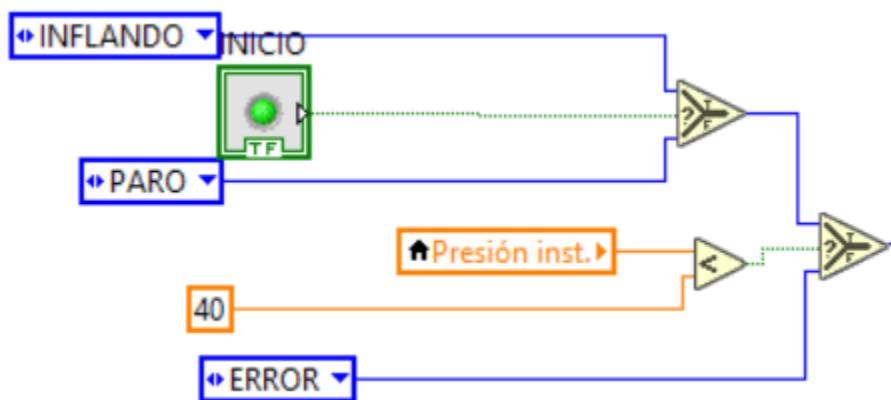 INFLANDO
INICIO
TF
PARO
? T F
Presión inst.
<
? T F
40
ERROR